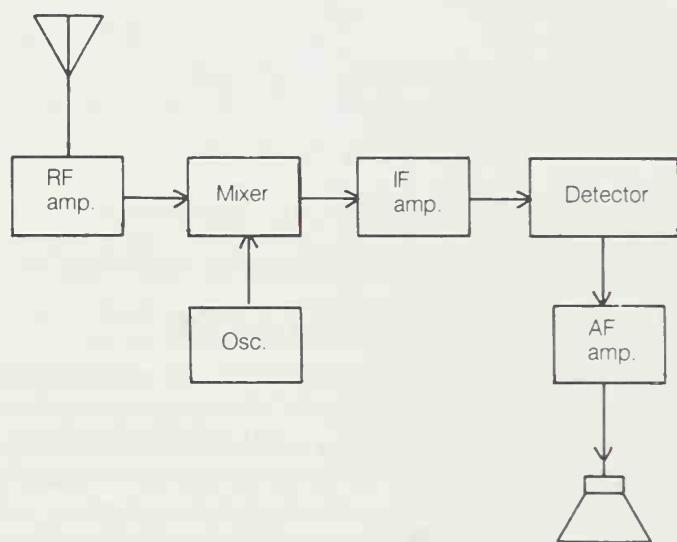 RF
amp.
Mixer
IF
amp.
Detector
Osc.
AF
amp.